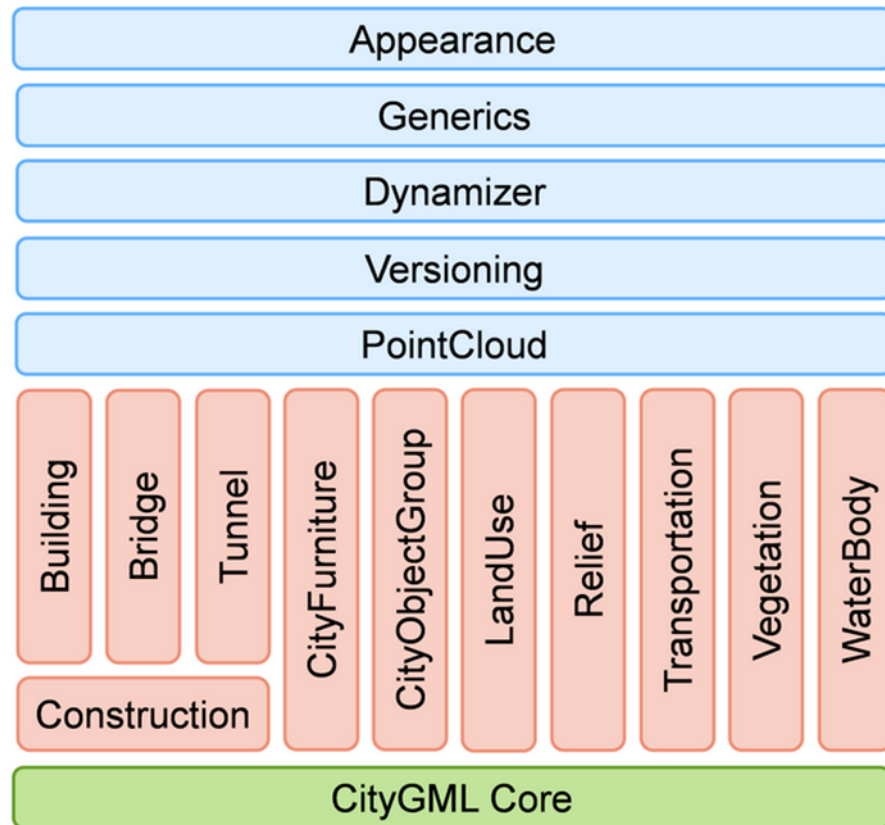 Appearance
Generics
Dynamizer
Versioning
PointCloud
Building
Bridge
Tunnel
CityFurniture
CityObjectGroup
LandUse
Relief
Transportation
Vegetation
WaterBody
Construction
CityGML Core